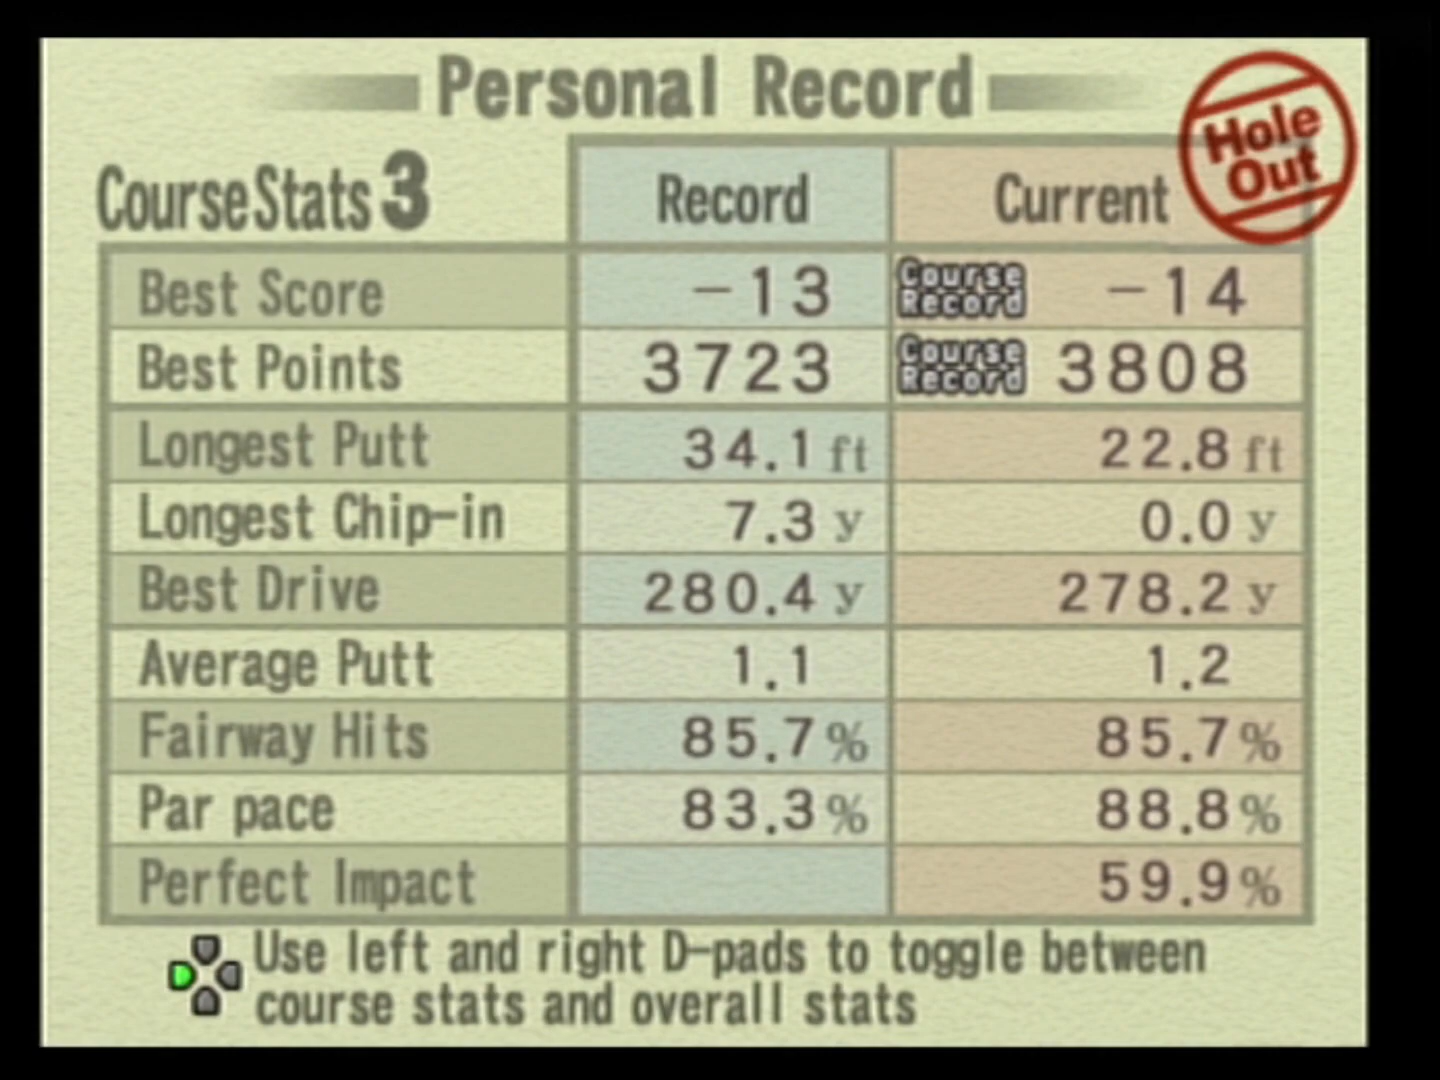 Personal Record
Hole
Out
Course Stats 3 Record Current
Best Score -13 Course Record -14
Best Points 3723 Course Record 3808
Longest Putt 34.1 ft 22.8 ft
Longest Chip-in 7.3 y 0.0 y
Best Drive 280.4 y 278.2 y
Average Putt 1.1 1.2
Fairway Hits 85.7% 85.7%
Par pace 83.3% 88.8%
Perfect Impact 59.9%
Use left and right D-pads to toggle between
course stats and overall stats